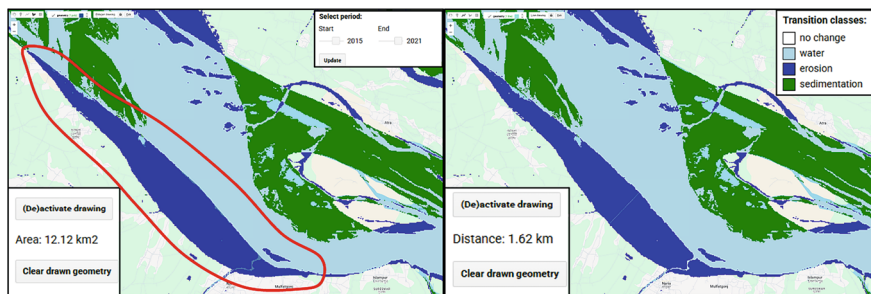 Select period:
Start End
2015 2021
Update
(De)activate drawing
Area: 12.12 km2
Clear drawn geometry
Transition classes:
no change
water
erosion
sedimentation
(De)activate drawing
Distance: 1.62 km
Clear drawn geometry